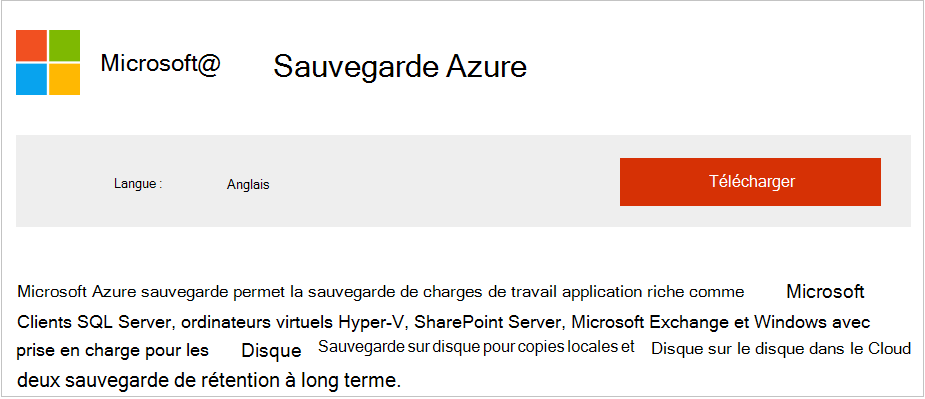 Microsoft@ Sauvegarde Azure
Langue : Anglais Télécharger
Microsoft Azure sauvegarde permet la sauvegarde de charges de travail application riche comme Microsoft
Clients SQL Server, ordinateurs virtuels Hyper-V, SharePoint Server, Microsoft Exchange et Windows avec
prise en charge pour les Disque Sauvegarde sur disque pour copies locales et Disque sur le disque dans le Cloud
deux sauvegarde de rétention à long terme.